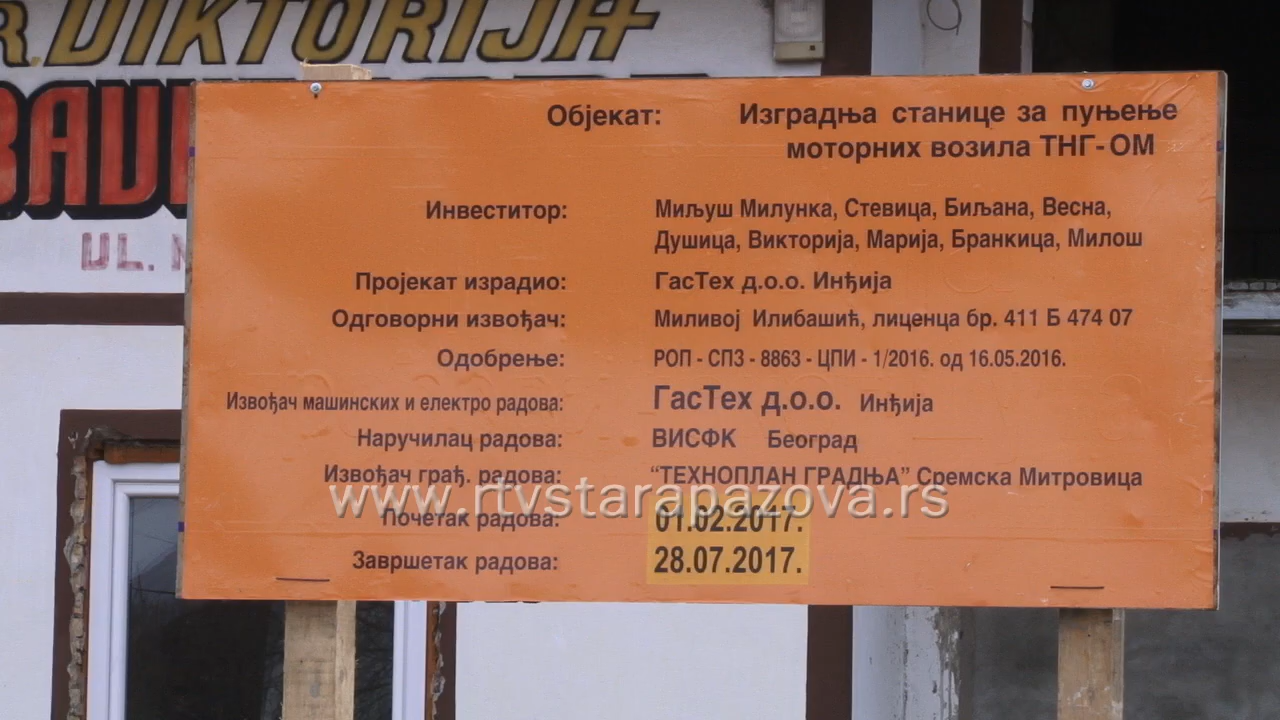 R. DIKTORIJA
UL.
Објекат: Изградња станице за пуњење
моторних возила ТНГ-ОМ
Инвеститор: Миљуш Милунка, Стевица, Биљана, Весна,
Душица, Викторија, Марија, Бранкица, Милош
Пројекат израдио: ГасТех д.о.о. Инђија
Одговорни извођач: Миливој Илибашић, лиценца бр. 411 Б 474 07
Одобрење: РОП - СПЗ - 8863 - ЦПИ - 1/2016. од 16.05.2016.
Извођач машинских и електро радова: ГасТех д.о.о. Инђија
Наручилац радова: ВИСФК Београд
Извођач грађ. радова: “ТЕХНОПЛАН ГРАДЊА” Сремска Митровица
www.rtvstarapazova.rs
Почетак радова: 01.02.2017.
Завршетак радова: 28.07.2017.